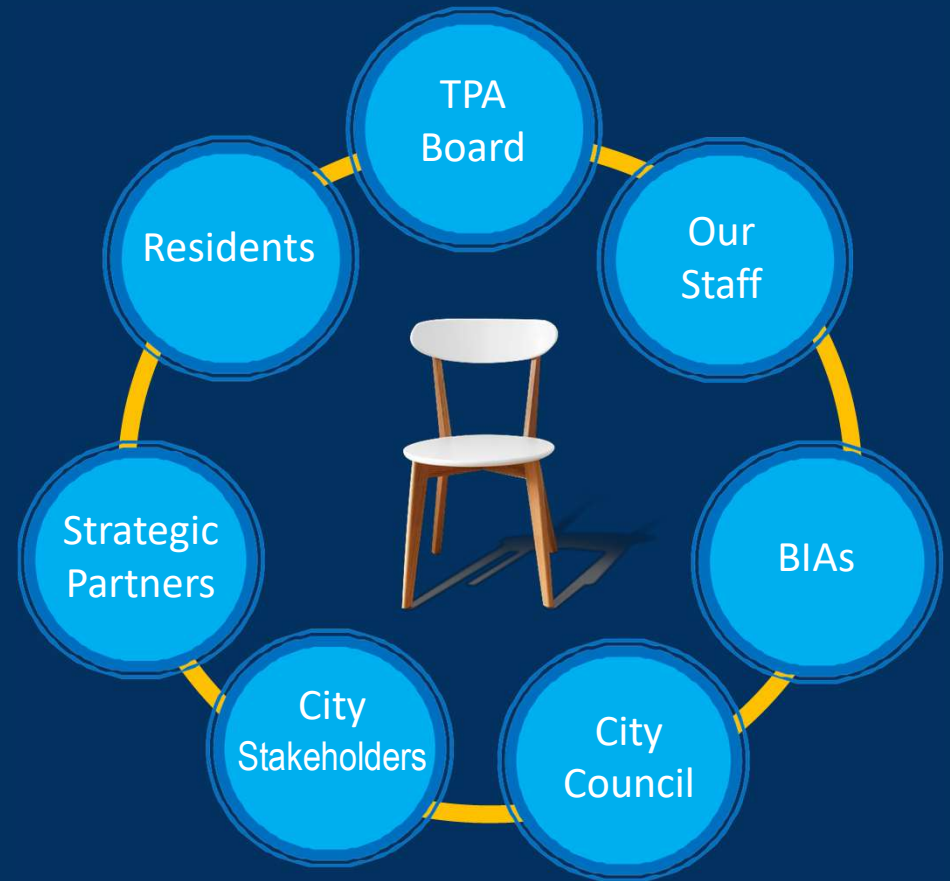 TPA
Board
Our
Staff
BIAs
City
Council
City
Stakeholders
Strategic
Partners
Residents